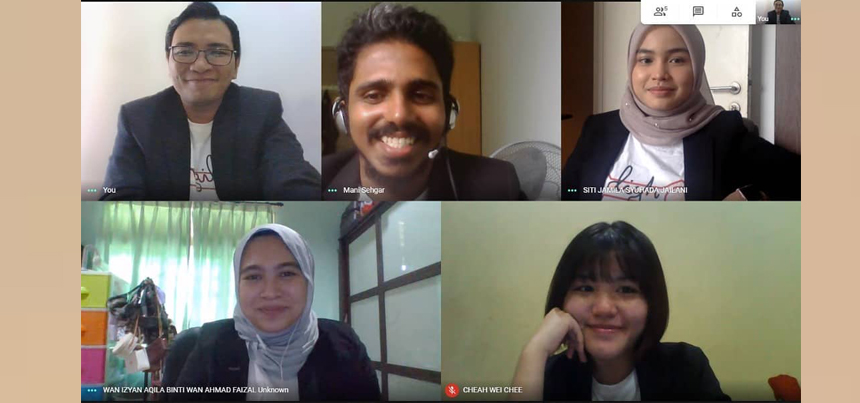 5
You
You
Mani Sehgar
SITI JAMILA SYUHADA JAILANI
WAN IZYAN AQILA BINTI WAN AHMAD FAIZAL Unknown
CHEAH WEI CHEE